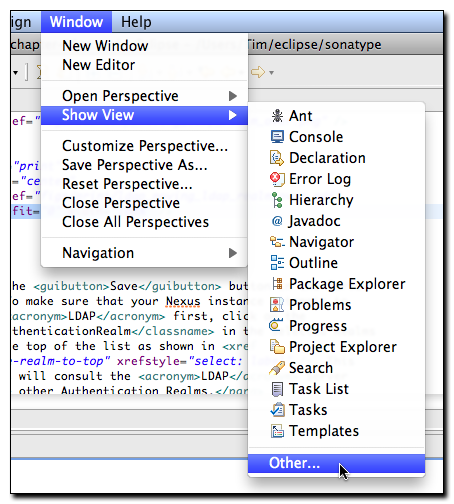 ign Window Help
chap Tim/eclipse/sonatype
New Window
New Editor
Open Perspective
Show View
Customize Perspective...
Save Perspective As...
Reset Perspective...
Close Perspective
Close All Perspectives
Navigation
Ant
Console
Declaration
Error Log
Hierarchy
Javadoc
Navigator
Outline
Package Explorer
Problems
Progress
Project Explorer
Search
Task List
Tasks
Templates
Other...
ef="
"pri
="ce
ef="
fit=
he <guibutton>Save</guibutton> butt
o make sure that your Nexus instan
acronym>LDAP</acronym> first, clic
thenticationRealm</classname> in t
e top of the list as shown in <xre
-realm-to-top" xrefstyle="select:
will consult the <acronym>LDAP</a
other Authentication Realms.</par